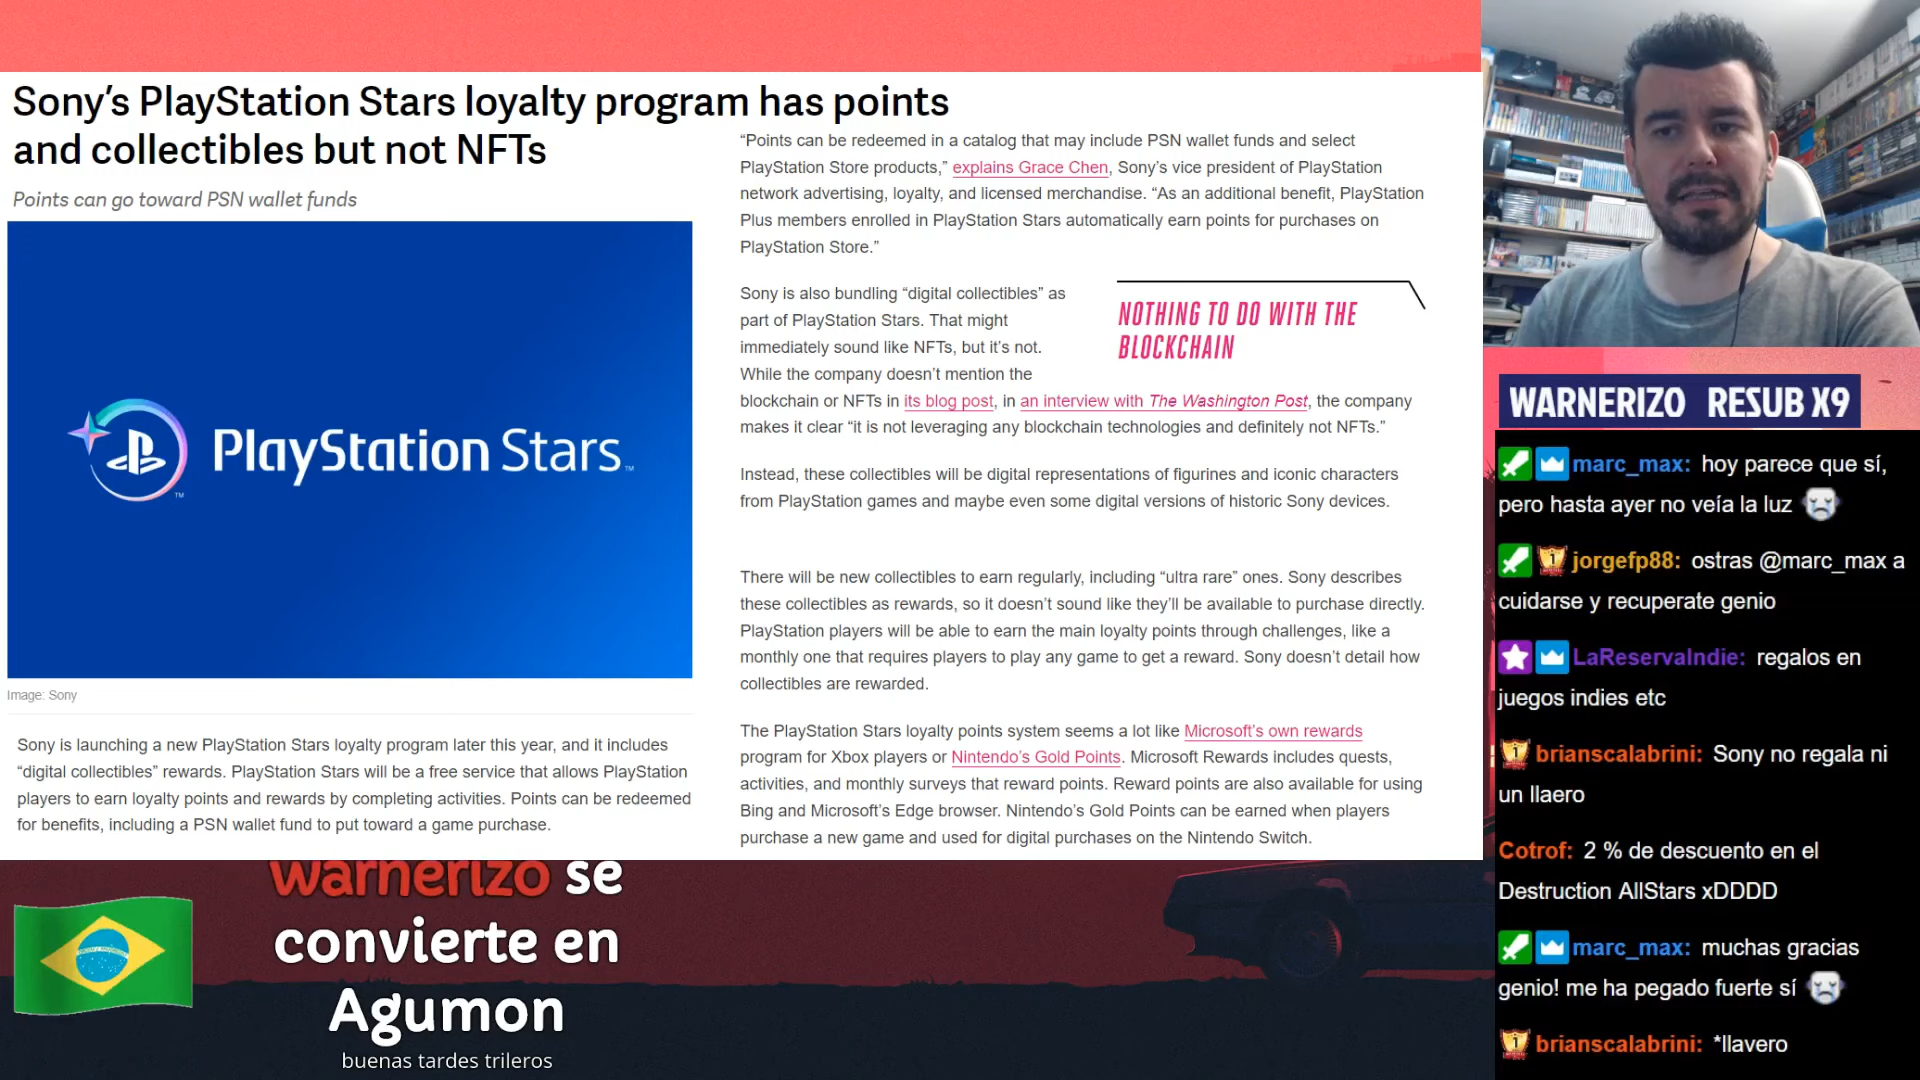 Sony's PlayStation Stars loyalty program has points
and collectibles but not NFTs
Points can go toward PSN wallet funds
PlayStation Stars™
TM
Image: Sony
Sony is launching a new PlayStation Stars loyalty program later this year, and it includes
“digital collectibles” rewards. PlayStation Stars will be a free service that allows PlayStation
players to earn loyalty points and rewards by completing activities. Points can be redeemed
for benefits, including a PSN wallet fund to put toward a game purchase.
“Points can be redeemed in a catalog that may include PSN wallet funds and select
PlayStation Store products,” explains Grace Chen, Sony’s vice president of PlayStation
network advertising, loyalty, and licensed merchandise. “As an additional benefit, PlayStation
Plus members enrolled in PlayStation Stars automatically earn points for purchases on
PlayStation Store.”
Sony is also bundling “digital collectibles” as
part of PlayStation Stars. That might
immediately sound like NFTs, but it’s not.
While the company doesn’t mention the
blockchain or NFTs in its blog post, in an interview with The Washington Post, the company
makes it clear “it is not leveraging any blockchain technologies and definitely not NFTs.”
NOTHING TO DO WITH THE
BLOCKCHAIN
Instead, these collectibles will be digital representations of figurines and iconic characters
from PlayStation games and maybe even some digital versions of historic Sony devices.
There will be new collectibles to earn regularly, including “ultra rare” ones. Sony describes
these collectibles as rewards, so it doesn’t sound like they’ll be available to purchase directly.
PlayStation players will be able to earn the main loyalty points through challenges, like a
monthly one that requires players to play any game to get a reward. Sony doesn’t detail how
collectibles are rewarded.
The PlayStation Stars loyalty points system seems a lot like Microsoft’s own rewards
program for Xbox players or Nintendo’s Gold Points. Microsoft Rewards includes quests,
activities, and monthly surveys that reward points. Reward points are also available for using
Bing and Microsoft’s Edge browser. Nintendo’s Gold Points can be earned when players
purchase a new game and used for digital purchases on the Nintendo Switch.
warnerizo se
convierte en
Agumon
buenas tardes trileros
WARNERIZO RESUB X9
marc_max: hoy parece que sí,
pero hasta ayer no veía la luz
jorgefp88: ostras @marc_max a
cuidarse y recuperate genio
LaReservaIndie: regalos en
juegos indies etc
brianscalabrini: Sony no regala ni
un llaero
Cotrof: 2 % de descuento en el
Destruction AllStars xDDDD
marc_max: muchas gracias
genio! me ha pegado fuerte sí
brianscalabrini: *llavero